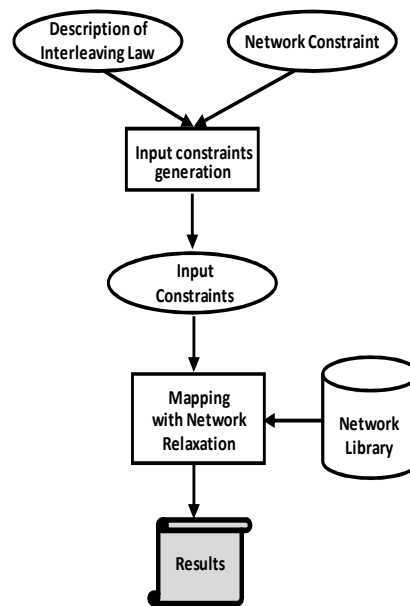 Description of
Interleaving Law
Network Constraint
Input constraints
generation
Input
Constraints
Mapping
with Network
Relaxation
Network
Library
Results